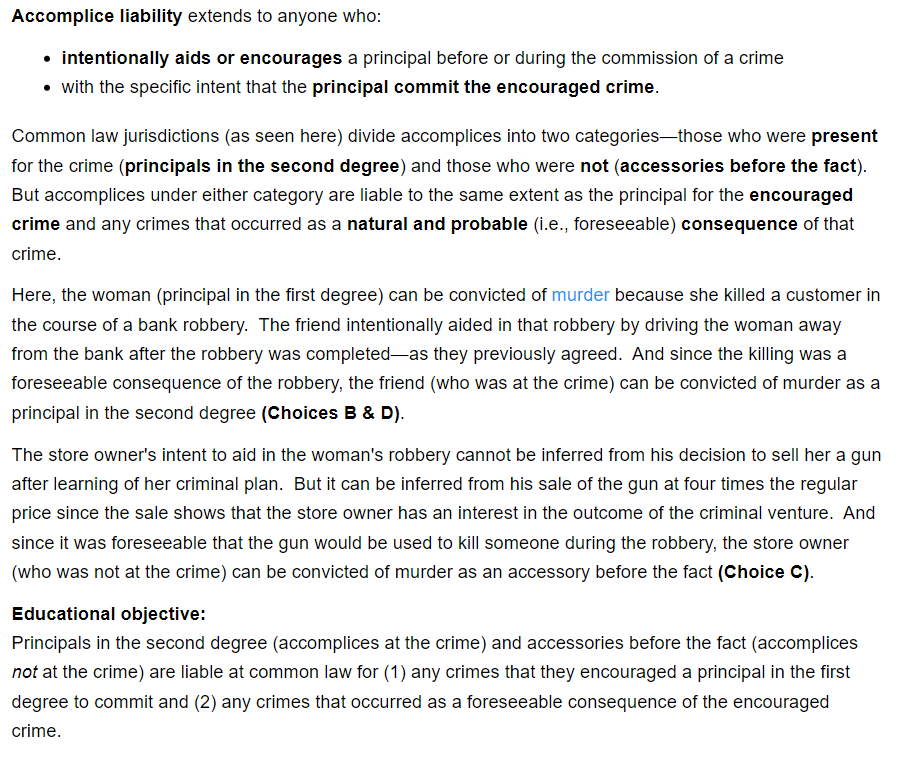 Accomplice liability extends to anyone who:
• intentionally aids or encourages a principal before or during the commission of a crime
• with the specific intent that the principal commit the encouraged crime.
Common law jurisdictions (as seen here) divide accomplices into two categories—those who were present
for the crime (principals in the second degree) and those who were not (accessories before the fact).
But accomplices under either category are liable to the same extent as the principal for the encouraged
crime and any crimes that occurred as a natural and probable (i.e., foreseeable) consequence of that
crime.
Here, the woman (principal in the first degree) can be convicted of murder because she killed a customer in
the course of a bank robbery. The friend intentionally aided in that robbery by driving the woman away
from the bank after the robbery was completed—as they previously agreed. And since the killing was a
foreseeable consequence of the robbery, the friend (who was at the crime) can be convicted of murder as a
principal in the second degree (Choices B & D).
The store owner's intent to aid in the woman's robbery cannot be inferred from his decision to sell her a gun
after learning of her criminal plan. But it can be inferred from his sale of the gun at four times the regular
price since the sale shows that the store owner has an interest in the outcome of the criminal venture. And
since it was foreseeable that the gun would be used to kill someone during the robbery, the store owner
(who was not at the crime) can be convicted of murder as an accessory before the fact (Choice C).
Educational objective:
Principals in the second degree (accomplices at the crime) and accessories before the fact (accomplices
not at the crime) are liable at common law for (1) any crimes that they encouraged a principal in the first
degree to commit and (2) any crimes that occurred as a foreseeable consequence of the encouraged
crime.